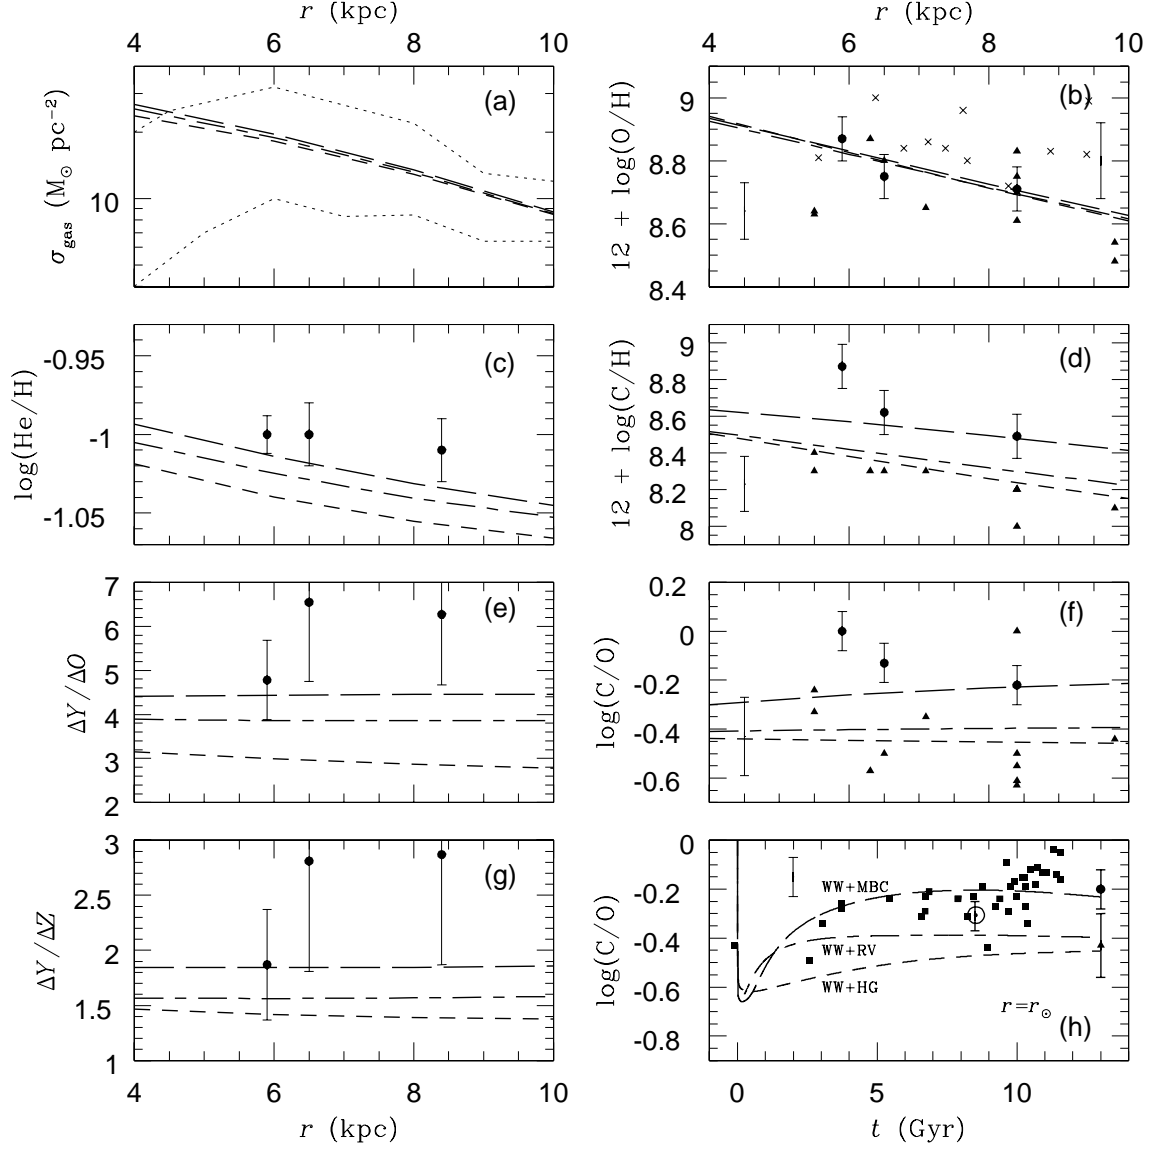 r (kpc)
r (kpc)
4 6 8 10
4 6 8 10
(a)
σgas (M⊙ pc−2)
10
(b)
12 + log(O/H)
9
8.8
8.6
8.4
(c)
log(He/H)
-0.95
-1
-1.05
(d)
12 + log(C/H)
9
8.8
8.6
8.4
8.2
8
(e)
ΔY/ΔO
7
6
5
4
3
2
(f)
log(C/O)
0.2
0
-0.2
-0.4
-0.6
(g)
ΔY/ΔZ
3
2.5
2
1.5
1
(h)
log(C/O)
-0
-0.2
-0.4
-0.6
-0.8
WW+MBC
WW+RV
WW+HG
r=r⊙
4 6 8 10
0 5 10
r (kpc)
t (Gyr)